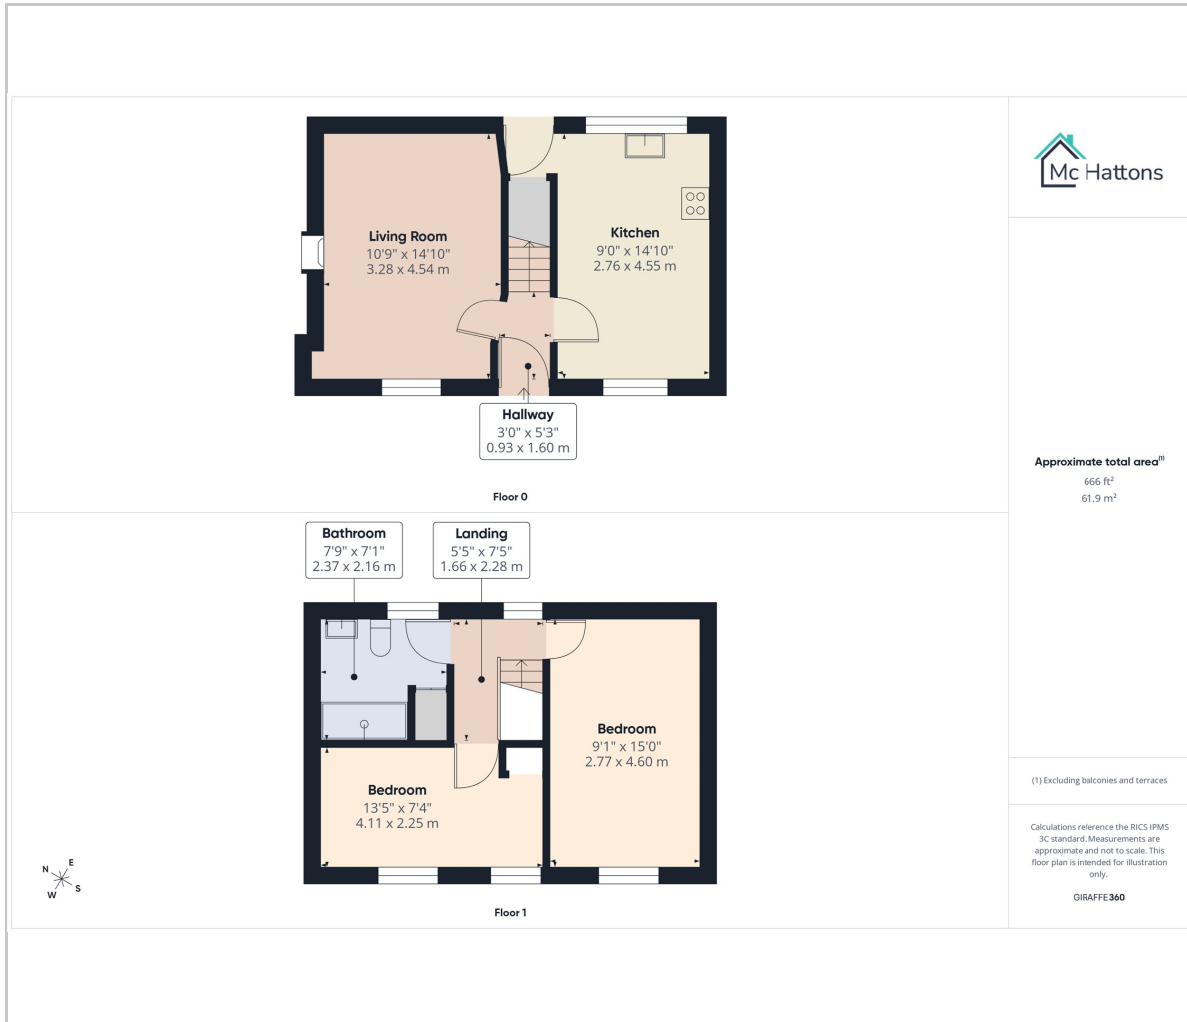 Living Room
10'9" x 14'10"
3.28 x 4.54 m
Kitchen
9'0" x 14'10"
2.76 x 4.55 m
Hallway
3'0" x 5'3"
0.93 x 1.60 m
Floor 0
Bathroom
7'9" x 7'1"
2.37 x 2.16 m
Landing
5'5" x 7'5"
1.66 x 2.28 m
Bedroom
9'1" x 15'0"
2.77 x 4.60 m
Bedroom
13'5" x 7'4"
4.11 x 2.25 m
N E
W S
Floor 1
Mc Hattons
Approximate total area(1)
666 ft²
61.9 m²
(1) Excluding balconies and terraces
Calculations reference the RICS IPMS
3C standard. Measurements are
approximate and not to scale. This
floor plan is intended for illustration
only.
GIRAFFE360